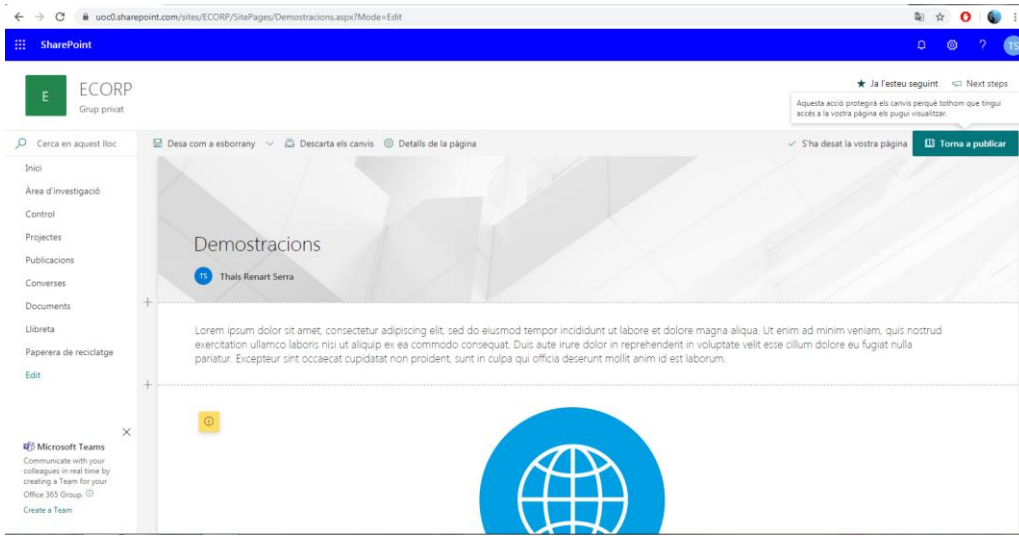 uoc0.sharepoint.com/sites/ECORP/SitePages/Demostracions.aspx?Mode=Edit
SharePoint
?
TS
E
ECORP
Grup privat
Ja l'esteu seguint
Next steps
Aquesta acció protegirà els canvis perquè tothom que tingui
accés a la vostra pàgina els pugui visualitzar.
Cerca en aquest lloc
Desa com a esborrany
Descarta els canvis
Detalls de la pàgina
S'ha desat la vostra pàgina
Torna a publicar
Inici
Àrea d'investigació
Control
Projectes
Publicacions
Converses
Documents
Llibreta
Paperera de reciclatge
Edit
Demostracions
TS
Thais Renart Serra
Lorem ipsum dolor sit amet, consectetur adipiscing elit, sed do eiusmod tempor incididunt ut labore et dolore magna aliqua. Ut enim ad minim veniam, quis nostrud
exercitation ullamco laboris nisi ut aliquip ex ea commodo consequat. Duis aute irure dolor in reprehenderit in voluptate velit esse cillum dolore eu fugiat nulla
pariatur. Excepteur sint occaecat cupidatat non proident, sunt in culpa qui officia deserunt mollit anim id est laborum.
Microsoft Teams
Communicate with your
colleagues in real time by
creating a Team for your
Office 365 Group.
Create a Team